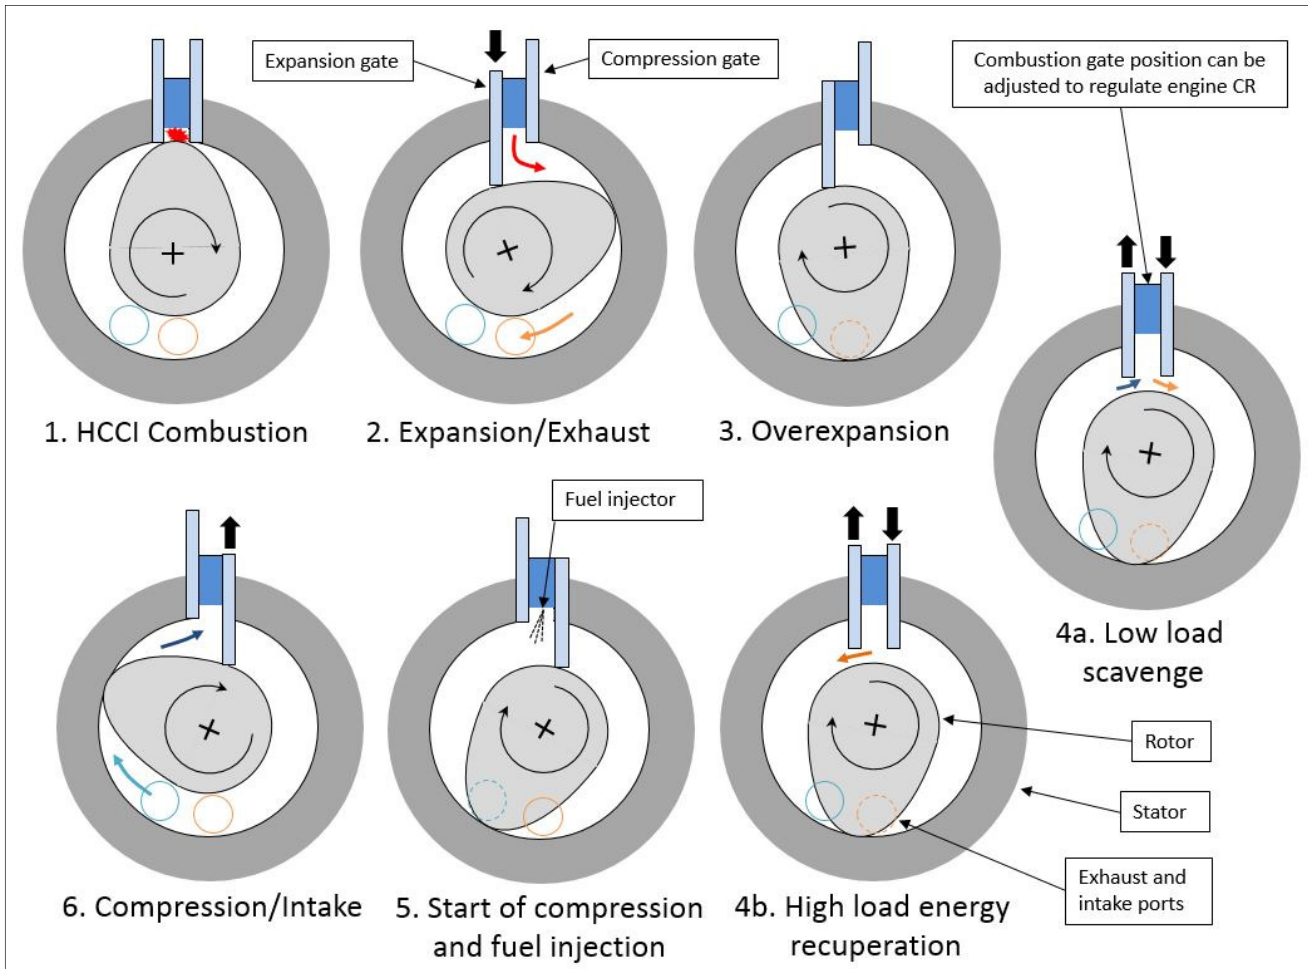 Expansion gate
Compression gate
Combustion gate position can be
adjusted to regulate engine CR
1. HCCI Combustion
2. Expansion/Exhaust
3. Overexpansion
4a. Low load
scavenge
Fuel injector
Rotor
Stator
Exhaust and
intake ports
6. Compression/Intake
5. Start of compression
and fuel injection
4b. High load energy
recuperation